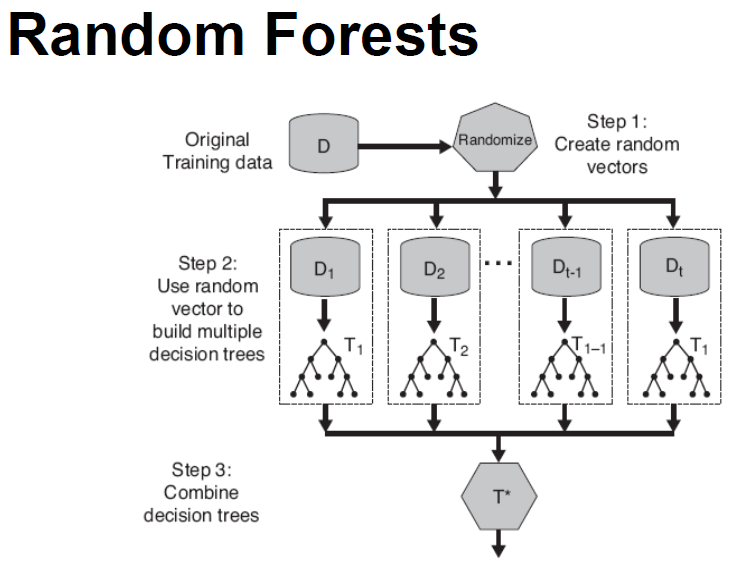 Random Forests
Original
Training data
D
Randomize
Step 1:
Create random
vectors
Step 2:
Use random
vector to
build multiple
decision trees
D₁
D₂
...
Dt-1
Dt
T₁
T₂
T₁₋₁
T₁
Step 3:
Combine
decision trees
T*